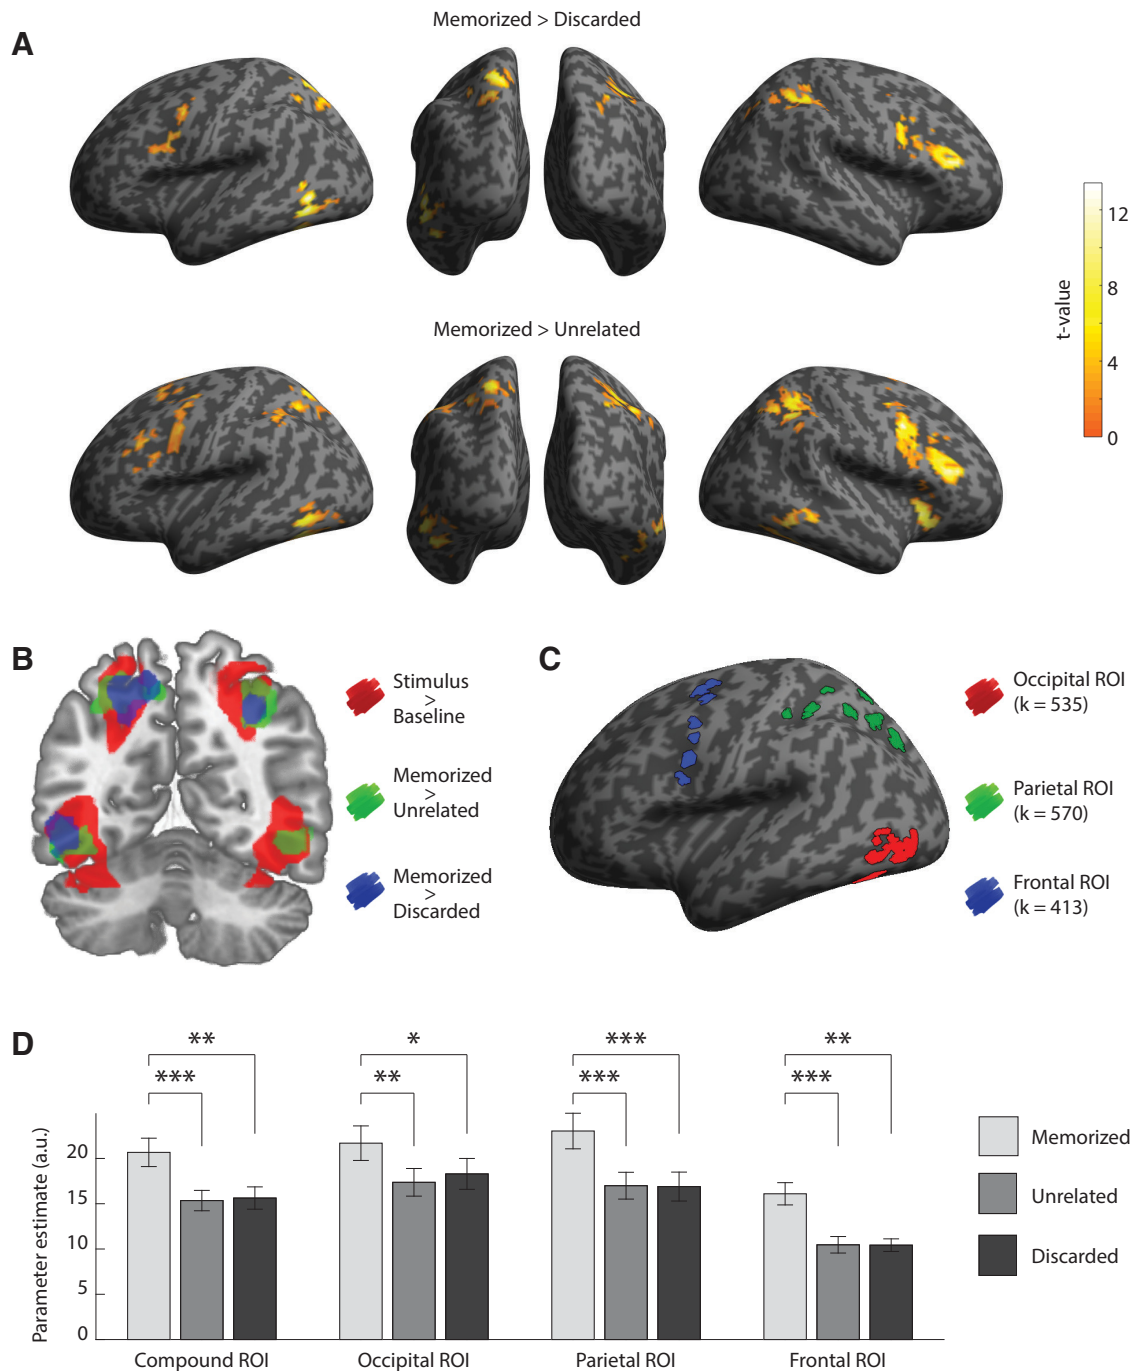 A
Memorized > Discarded
t-value
12
8
4
0
Memorized > Unrelated
B
Stimulus
>
Baseline
Memorized
>
Unrelated
Memorized
>
Discarded
C
Occipital ROI
(k = 535)
Parietal ROI
(k = 570)
Frontal ROI
(k = 413)
D
** * *** **
*** ** *** ***
Parameter estimate (a.u.)
20
15
10
5
0
Compound ROI Occipital ROI Parietal ROI Frontal ROI
Memorized
Unrelated
Discarded